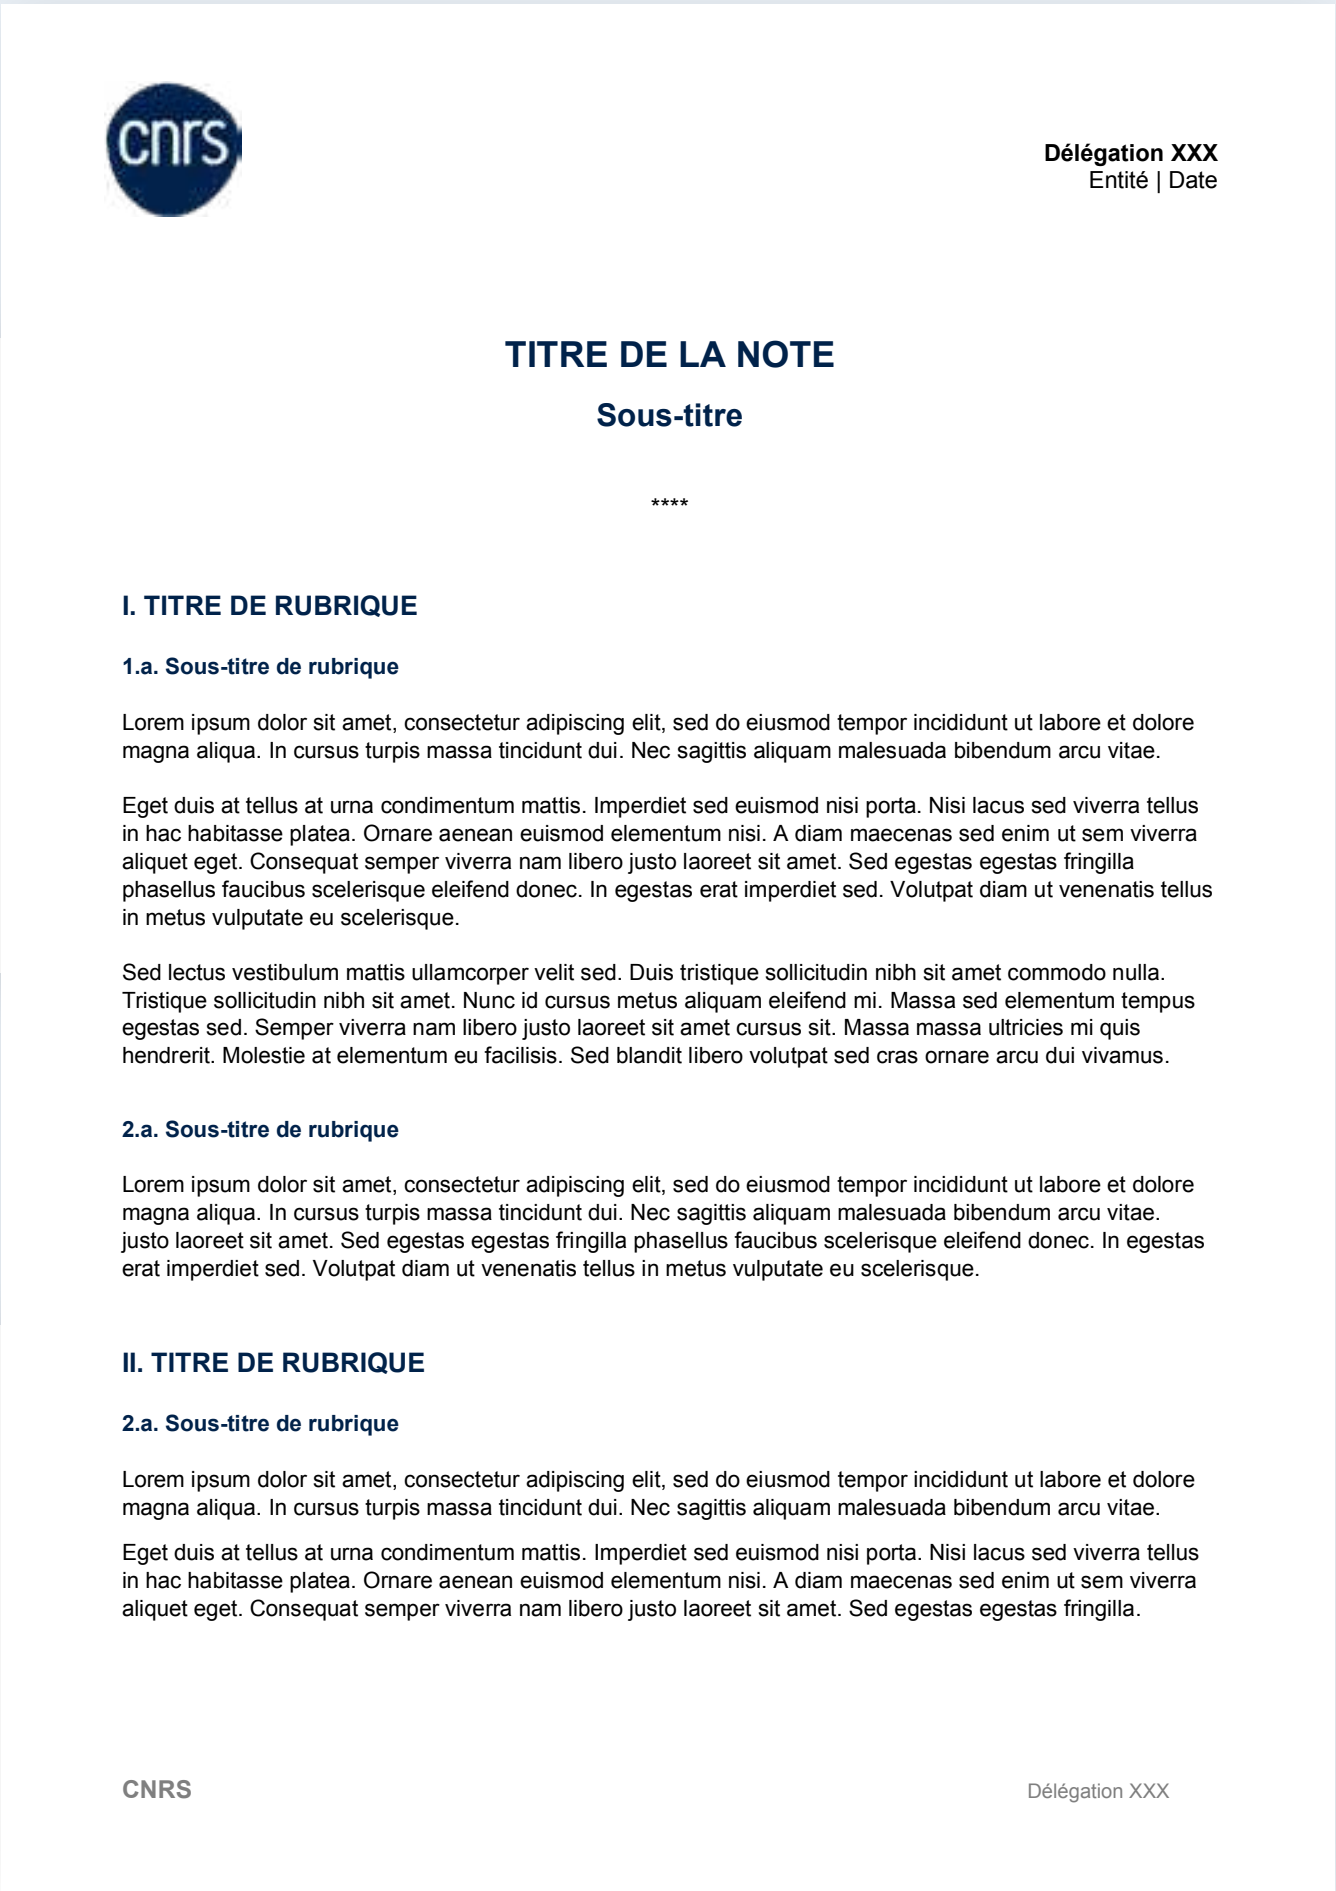 cnrs
Délégation XXX
Entité | Date
TITRE DE LA NOTE
Sous-titre
****
I. TITRE DE RUBRIQUE
1.a. Sous-titre de rubrique
Lorem ipsum dolor sit amet, consectetur adipiscing elit, sed do eiusmod tempor incididunt ut labore et dolore
magna aliqua. In cursus turpis massa tincidunt dui. Nec sagittis aliquam malesuada bibendum arcu vitae.
Eget duis at tellus at urna condimentum mattis. Imperdiet sed euismod nisi porta. Nisi lacus sed viverra tellus
in hac habitasse platea. Ornare aenean euismod elementum nisi. A diam maecenas sed enim ut sem viverra
aliquet eget. Consequat semper viverra nam libero justo laoreet sit amet. Sed egestas egestas fringilla
phasellus faucibus scelerisque eleifend donec. In egestas erat imperdiet sed. Volutpat diam ut venenatis tellus
in metus vulputate eu scelerisque.
Sed lectus vestibulum mattis ullamcorper velit sed. Duis tristique sollicitudin nibh sit amet commodo nulla.
Tristique sollicitudin nibh sit amet. Nunc id cursus metus aliquam eleifend mi. Massa sed elementum tempus
egestas sed. Semper viverra nam libero justo laoreet sit amet cursus sit. Massa massa ultricies mi quis
hendrerit. Molestie at elementum eu facilisis. Sed blandit libero volutpat sed cras ornare arcu dui vivamus.
2.a. Sous-titre de rubrique
Lorem ipsum dolor sit amet, consectetur adipiscing elit, sed do eiusmod tempor incididunt ut labore et dolore
magna aliqua. In cursus turpis massa tincidunt dui. Nec sagittis aliquam malesuada bibendum arcu vitae.
justo laoreet sit amet. Sed egestas egestas fringilla phasellus faucibus scelerisque eleifend donec. In egestas
erat imperdiet sed. Volutpat diam ut venenatis tellus in metus vulputate eu scelerisque.
II. TITRE DE RUBRIQUE
2.a. Sous-titre de rubrique
Lorem ipsum dolor sit amet, consectetur adipiscing elit, sed do eiusmod tempor incididunt ut labore et dolore
magna aliqua. In cursus turpis massa tincidunt dui. Nec sagittis aliquam malesuada bibendum arcu vitae.
Eget duis at tellus at urna condimentum mattis. Imperdiet sed euismod nisi porta. Nisi lacus sed viverra tellus
in hac habitasse platea. Ornare aenean euismod elementum nisi. A diam maecenas sed enim ut sem viverra
aliquet eget. Consequat semper viverra nam libero justo laoreet sit amet. Sed egestas egestas fringilla.
CNRS
Délégation XXX